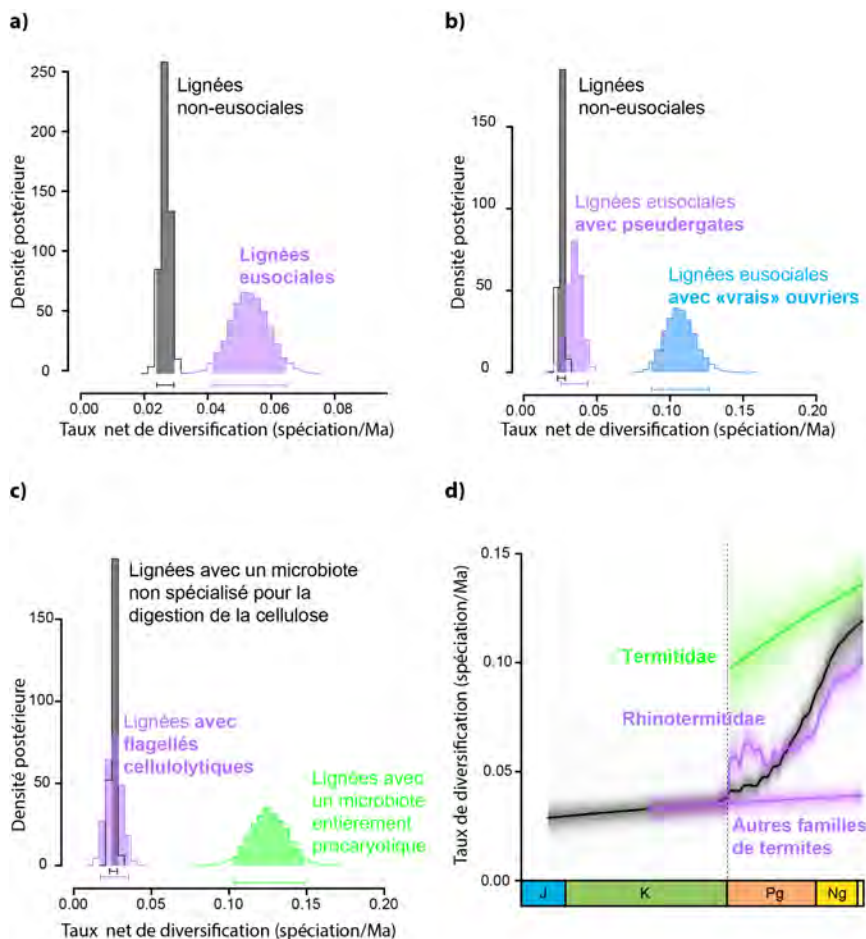 a)
250
200
150
100
50
0
Densité postérieure
Lignées
non-eusociales
Lignées
eusociales
0.00 0.02 0.04 0.06 0.08
Taux net de diversification (spéciation/Ma)
b)
150
100
50
0
Densité postérieure
Lignées
non-eusociales
Lignées eusociales
avec pseudergates
Lignées eusociales
avec «vrais» ouvriers
0.00 0.05 0.10 0.15 0.20
Taux net de diversification (spéciation/Ma)
c)
150
100
50
0
Densité postérieure
Lignées avec un microbiote
non spécialisé pour la
digestion de la cellulose
Lignées avec
flagellés
cellulolytiques
Lignées avec
un microbiote
entièrement
procaryotique
0.00 0.05 0.10 0.15 0.20
Taux net de diversification (spéciation/Ma)
d)
0.15
0.10
0.05
0.00
Taux de diversification (spéciation/Ma)
Termitidae
Rhinotermiudae
Autres familles
de termites
J K Pg Ng